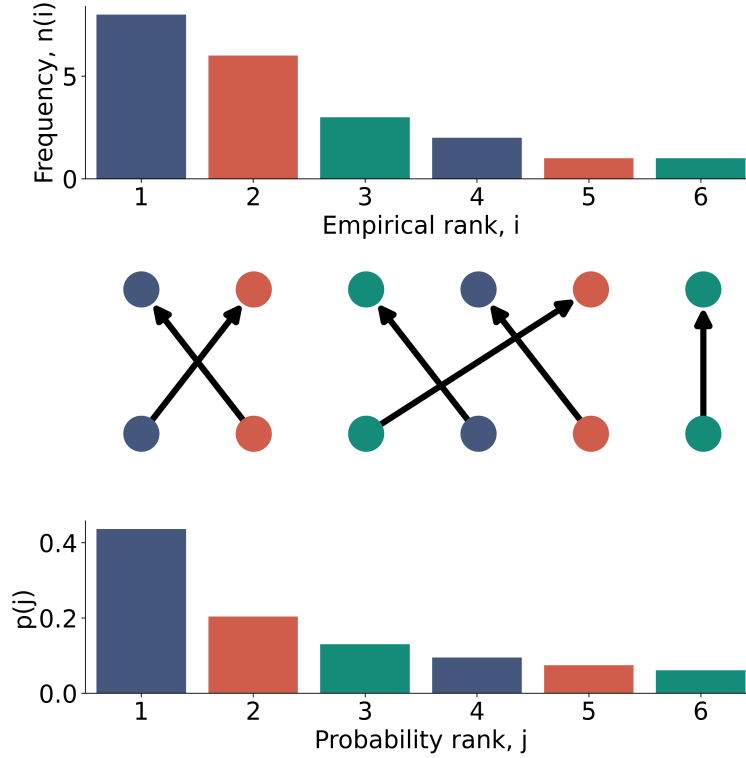 Frequency, n(i)
5
0
1 2 3 4 5 6
Empirical rank, i
p(j)
0.4
0.2
0.0
1 2 3 4 5 6
Probability rank, j